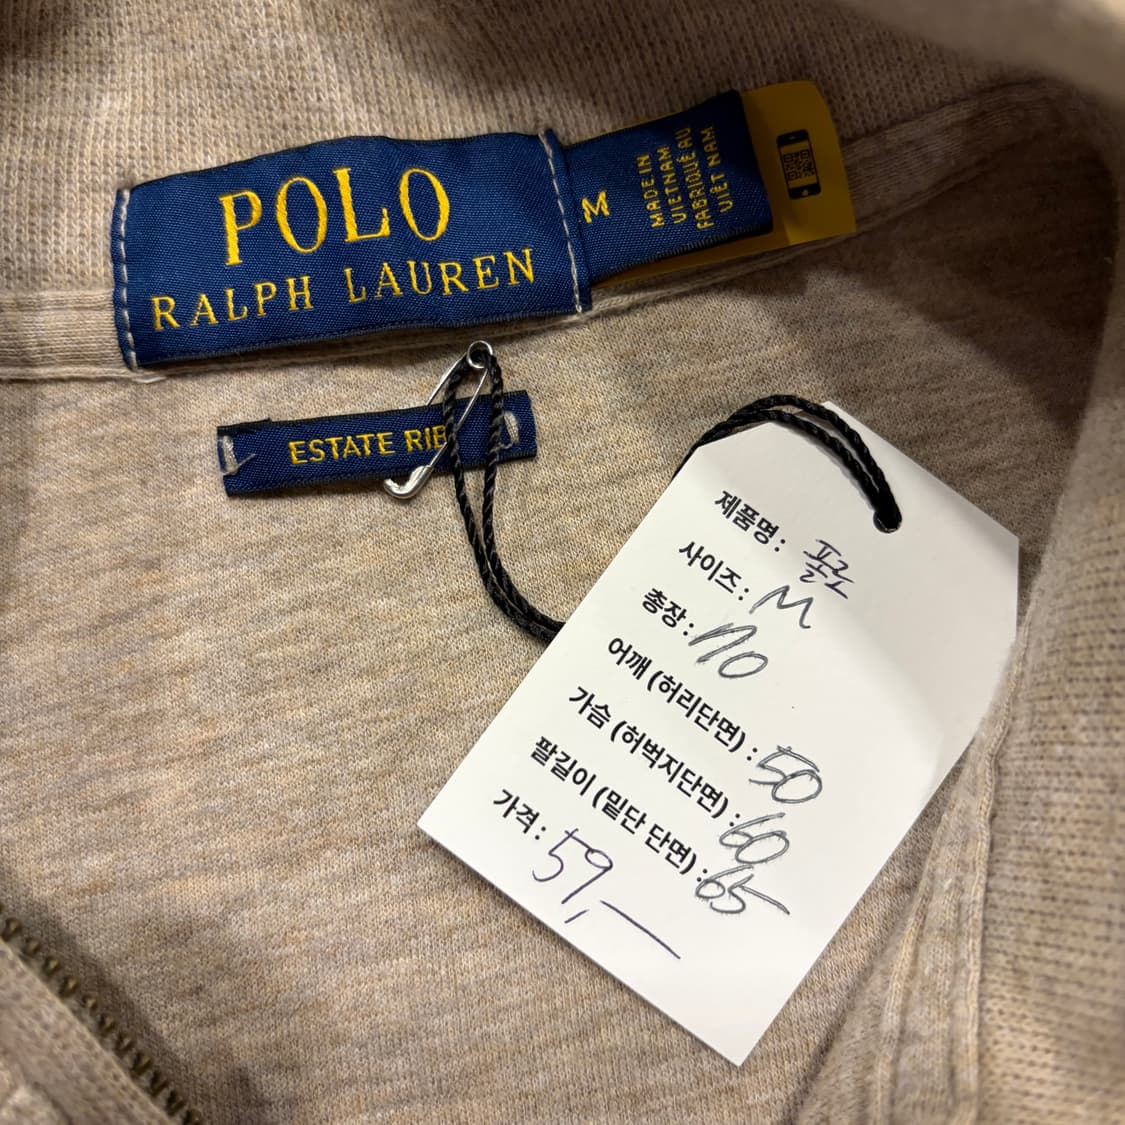 POLO
RALPH LAUREN
M
MADE IN
VIETNAM
FABRIQUÉ AU
VIÊT NAM
ESTATE RIB
제품명 : 폴로
사이즈 : M
총장 : 70
어깨 (허리단면) : 50
가슴 (허벅지단면) : 60
팔길이 (밑단 단면) : 65
가격 : 59,—